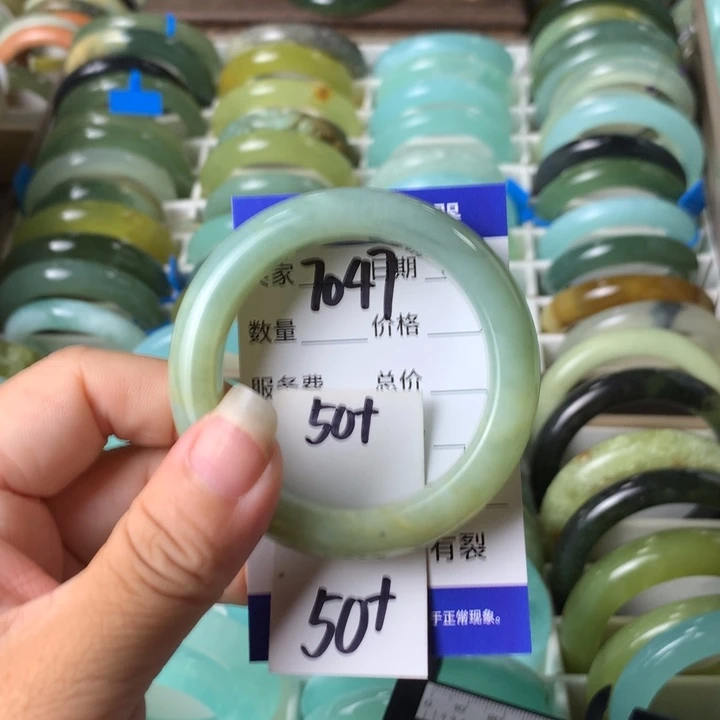 家 7047 日期
数量 价格
服务费 总价
50+
有裂
50+
于正常现象。